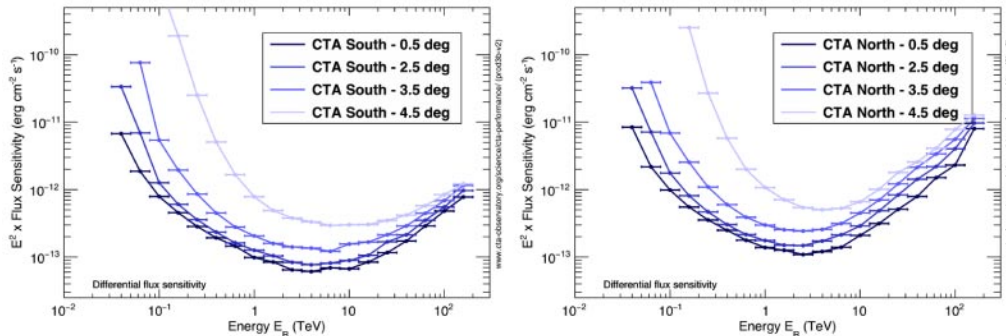 E² x Flux Sensitivity (erg cm⁻² s⁻¹)
10⁻¹⁰
10⁻¹¹
10⁻¹²
10⁻¹³
CTA South - 0.5 deg
CTA South - 2.5 deg
CTA South - 3.5 deg
CTA South - 4.5 deg
Differential flux sensitivity
10⁻²
10⁻¹
1
10
10²
Energy E_R (TeV)
www.cta-observatory.org/science/cta-performance/ (prod3b-v2)
E² x Flux Sensitivity (erg cm⁻² s⁻¹)
10⁻¹⁰
10⁻¹¹
10⁻¹²
10⁻¹³
CTA North - 0.5 deg
CTA North - 2.5 deg
CTA North - 3.5 deg
CTA North - 4.5 deg
Differential flux sensitivity
10⁻²
10⁻¹
1
10
10²
Energy E_R (TeV)